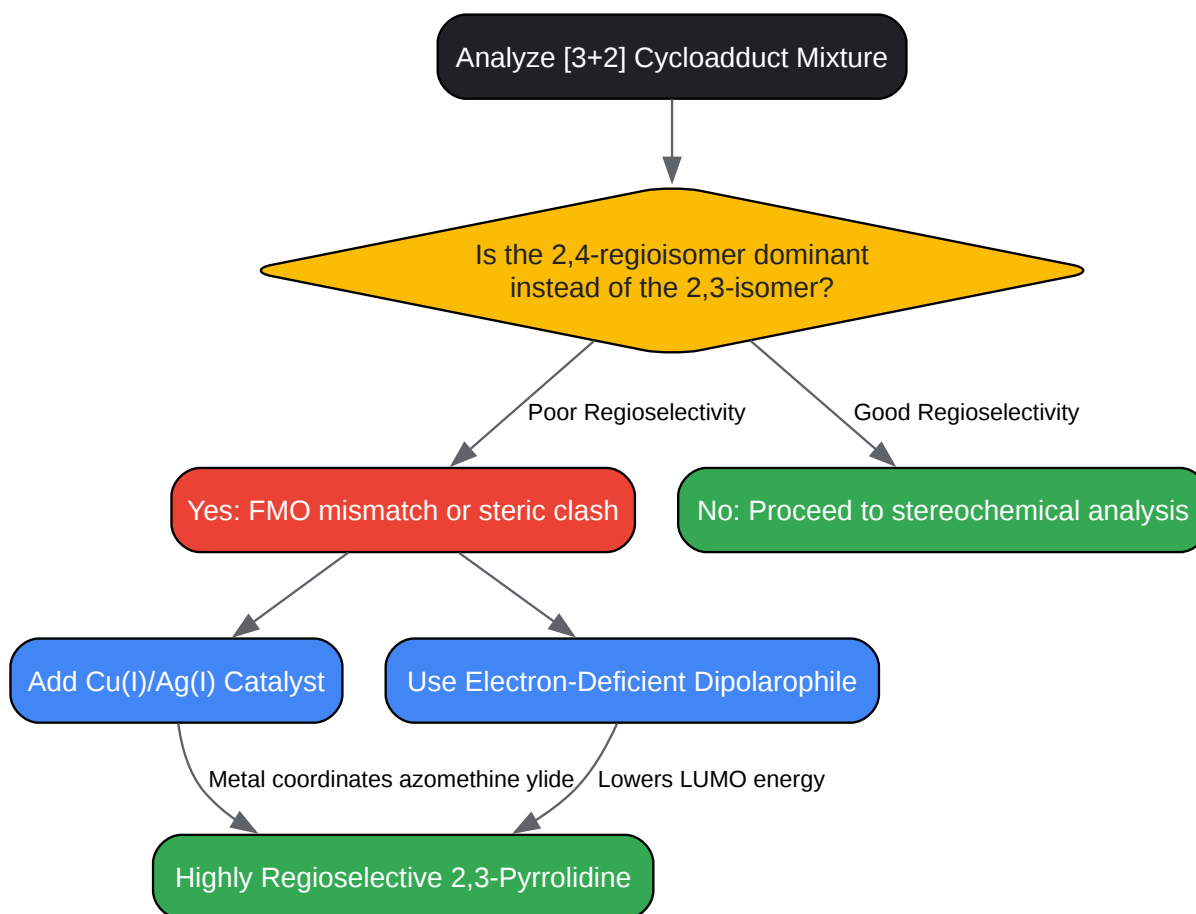 Analyze [3+2] Cycloadduct Mixture
Is the 2,4-regioisomer dominant
instead of the 2,3-isomer?
Poor Regioselectivity
Good Regioselectivity
Yes: FMO mismatch or steric clash
No: Proceed to stereochemical analysis
Add Cu(I)/Ag(I) Catalyst
Use Electron-Deficient Dipolarophile
Metal coordinates azomethine ylide
Lowers LUMO energy
Highly Regioselective 2,3-Pyrrolidine